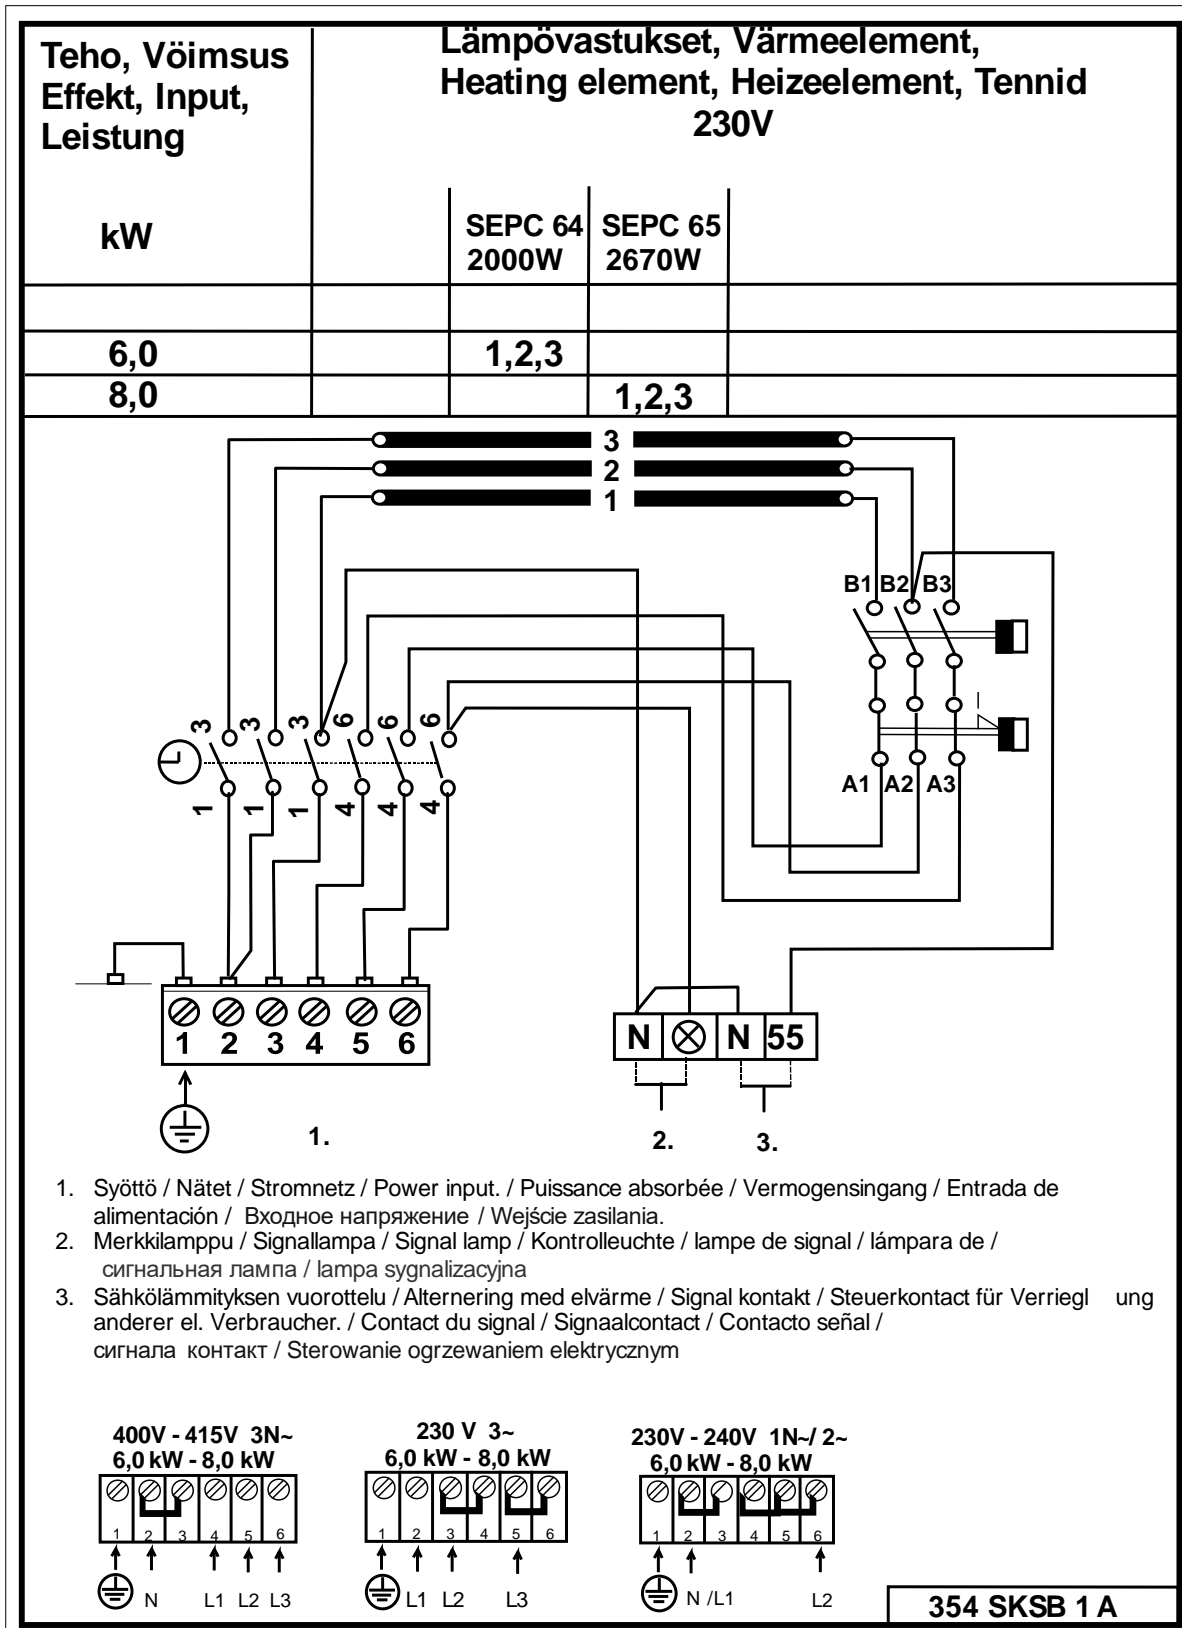 Teho, Vöimsus
Effekt, Input,
Leistung
kW
Lämpövastukset, Värmeelement,
Heating element, Heizeelement, Tennid
230V
SEPC 64
2000W
SEPC 65
2670W
6,0 1,2,3
8,0 1,2,3
3
2
1
B1 B2 B3
3 3 3 6 6 6
1 1 1 4 4 4
A1 A2 A3
1 2 3 4 5 6
N N 55
1. 2. 3.
1. Syöttö / Nätet / Stromnetz / Power input. / Puissance absorbée / Vermogensingang / Entrada de
alimentación / Входное напряжение / Wejście zasilania.
2. Merkkilamppu / Signallampa / Signal lamp / Kontrolleuchte / lampe de signal / lámpara de /
сигнальная лампа / lampa sygnalizacyjna
3. Sähkölämmityksen vuorottelu / Alternering med elvärme / Signal kontakt / Steuerkontact für Verriegl ung
anderer el. Verbraucher. / Contact du signal / Signaalcontact / Contacto señal /
сигнала контакт / Sterowanie ogrzewaniem elektrycznym
400V - 415V 3N~
6,0 kW - 8,0 kW
1 2 3 4 5 6
N L1 L2 L3
230 V 3~
6,0 kW - 8,0 kW
1 2 3 4 5 6
L1 L2 L3
230V - 240V 1N~/ 2~
6,0 kW - 8,0 kW
1 2 3 4 5 6
N /L1 L2
354 SKSB 1 A